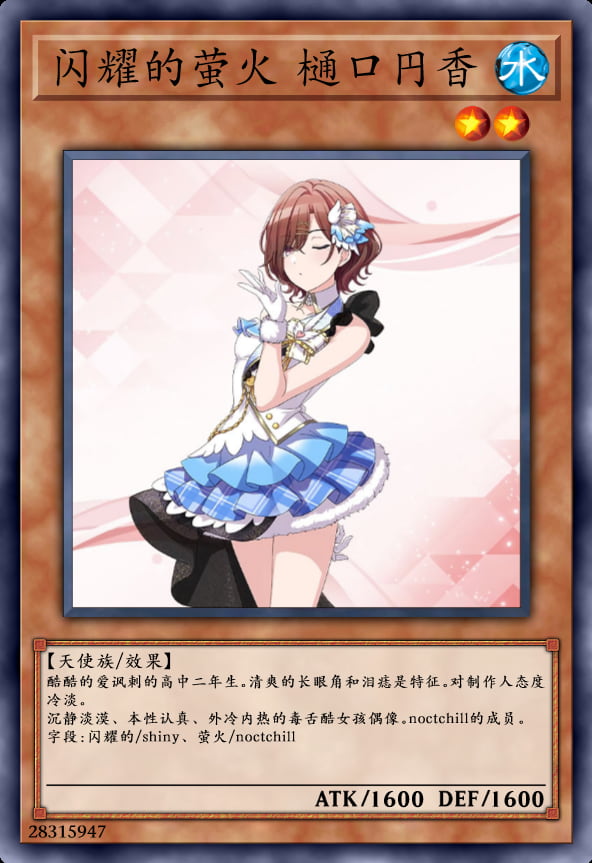 闪耀的萤火 樋口円香
水
【天使族/效果】
酷酷的爱讽刺的高中二年生。清爽的长眼角和泪痣是特征。对制作人态度
冷淡。
沉静淡漠、本性认真、外冷内热的毒舌酷女孩偶像。noctchill的成员。
字段:闪耀的/shiny、萤火/noctchill
ATK/1600 DEF/1600
28315947